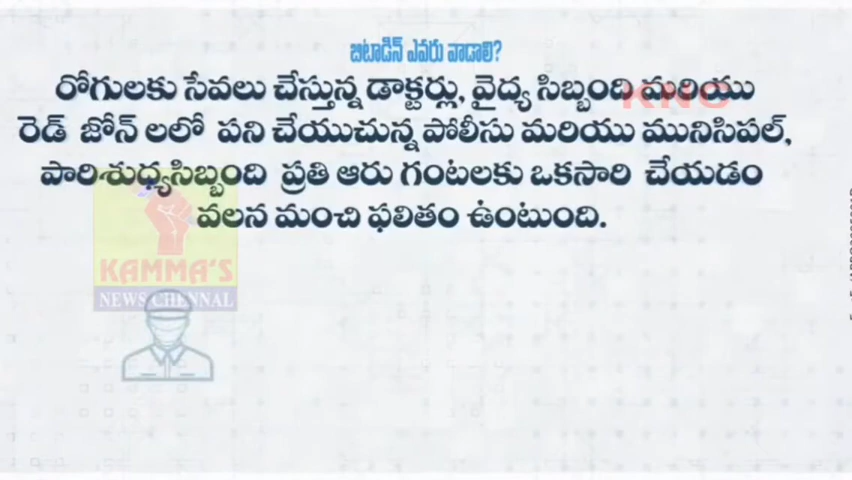 బిటాడిన్ ఎవరు వాడాలి?
రోగులకు సేవలు చేస్తున్న డాక్టర్లు, వైద్య సిబ్బంది మరియు
KNC
రెడ్ జోన్ లలో పని చేయుచున్న పోలీసు మరియు మునిసిపల్,
పారిశుధ్యసిబ్బంది ప్రతి ఆరు గంటలకు ఒకసారి చేయడం
వలన మంచి ఫలితం ఉంటుంది.
KAMMA'S
NEWS CHENNAL